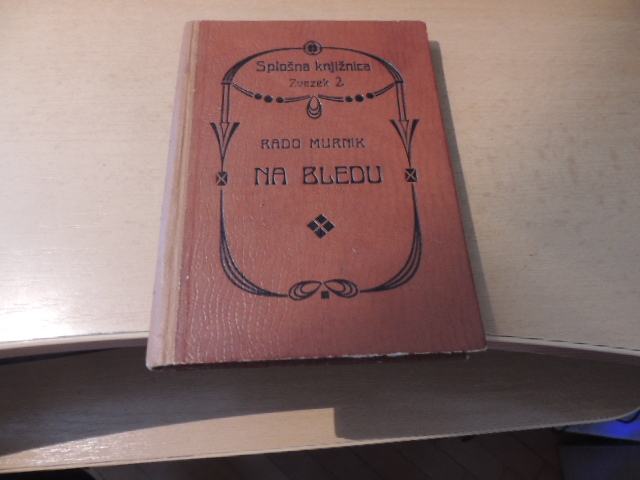 Splošna knjižnica
Zvezek 2
RADO MURNIK
NA BLEDU